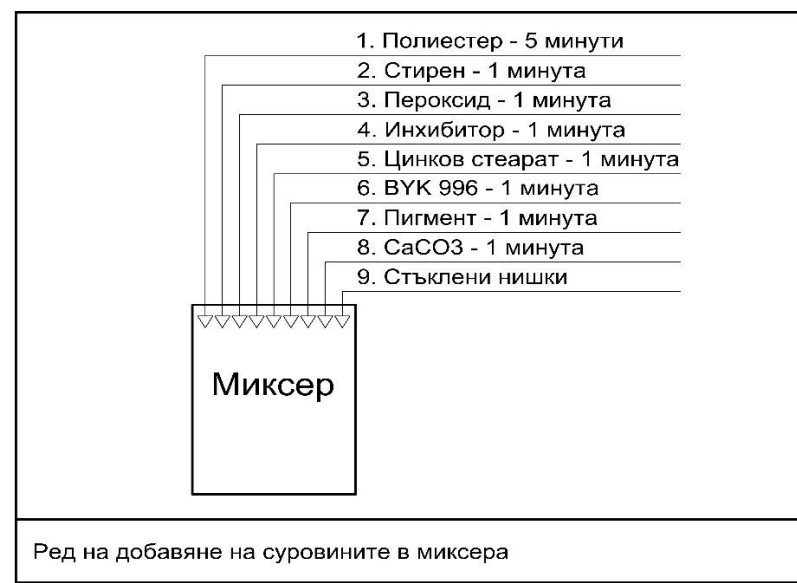 1. Полиестер - 5 минути
2. Стирен - 1 минута
3. Пероксид - 1 минута
4. Инхибитор - 1 минута
5. Цинков стеарат - 1 минута
6. BYK 996 - 1 минута
7. Пигмент - 1 минута
8. CaCO3 - 1 минута
9. Стъклени нишки
Миксер
Ред на добавяне на суровините в миксера